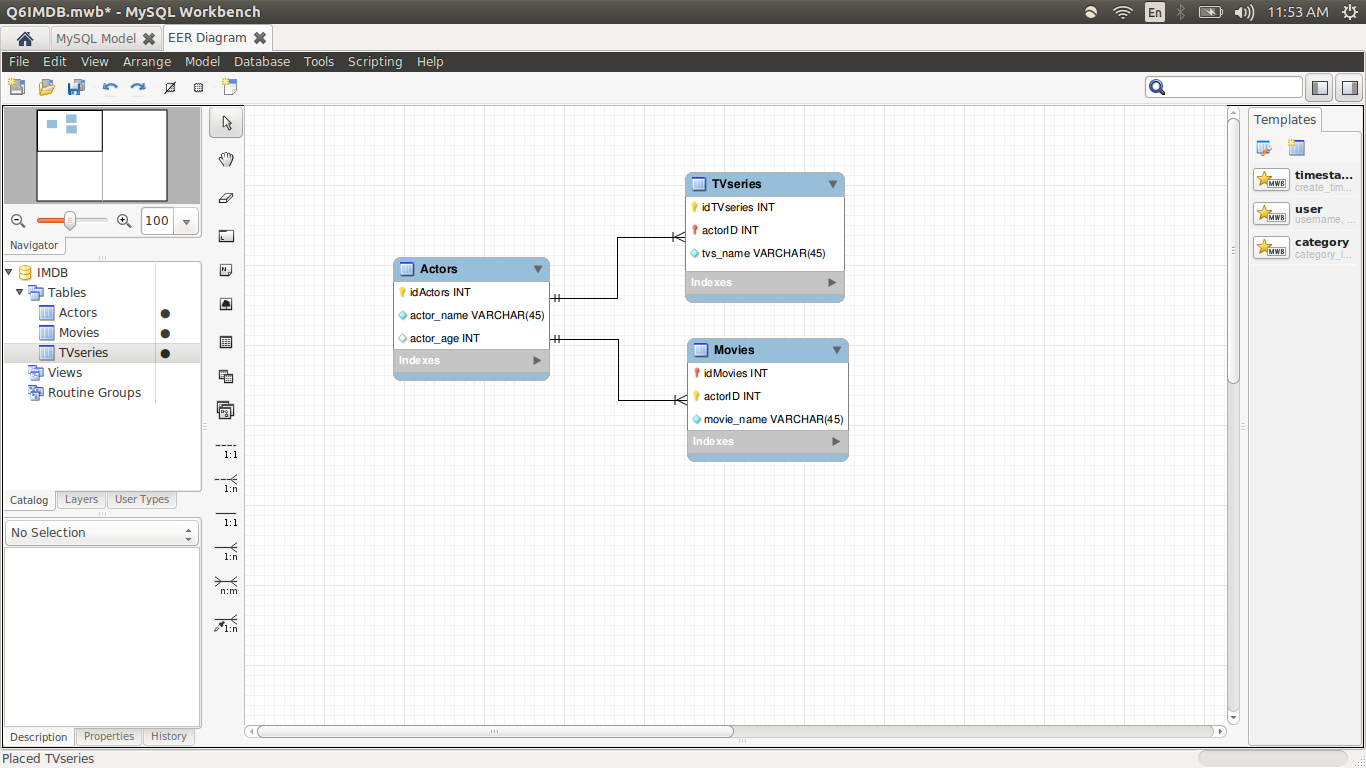 Q6IMDB.mwb* - MySQL Workbench
En
11:53 AM
MySQL Model
EER Diagram
File Edit View Arrange Model Database Tools Scripting Help
100
Navigator
IMDB
Tables
Actors
Movies
TVseries
Views
Routine Groups
Catalog Layers User Types
No Selection
Description Properties History
Placed TVseries
1:1
1:n
1:1
1:n
n:m
1:n
Actors
idActors INT
actor_name VARCHAR(45)
actor_age INT
Indexes
TVseries
idTVseries INT
actorID INT
tvs_name VARCHAR(45)
Indexes
Movies
idMovies INT
actorID INT
movie_name VARCHAR(45)
Indexes
Templates
MWB
timesta...
create_tim...
MWB
user
username, ...
MWB
category
category_i...